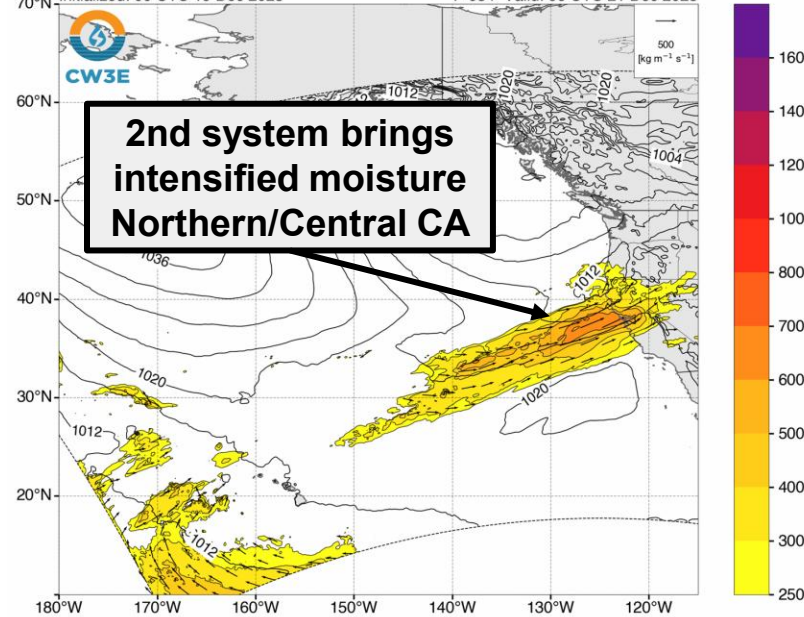 70°N
500
[kg m⁻¹ s⁻¹]
CW3E
160
60°N
1012
1020
1020
140
2nd system brings
intensified moisture
Northern/Central CA
1004
120
50°N
100
1036
1012
800
40°N
700
1020
600
30°N
1020
500
1012
20°N
400
1012
300
250
180°W 170°W 160°W 150°W 140°W 130°W 120°W